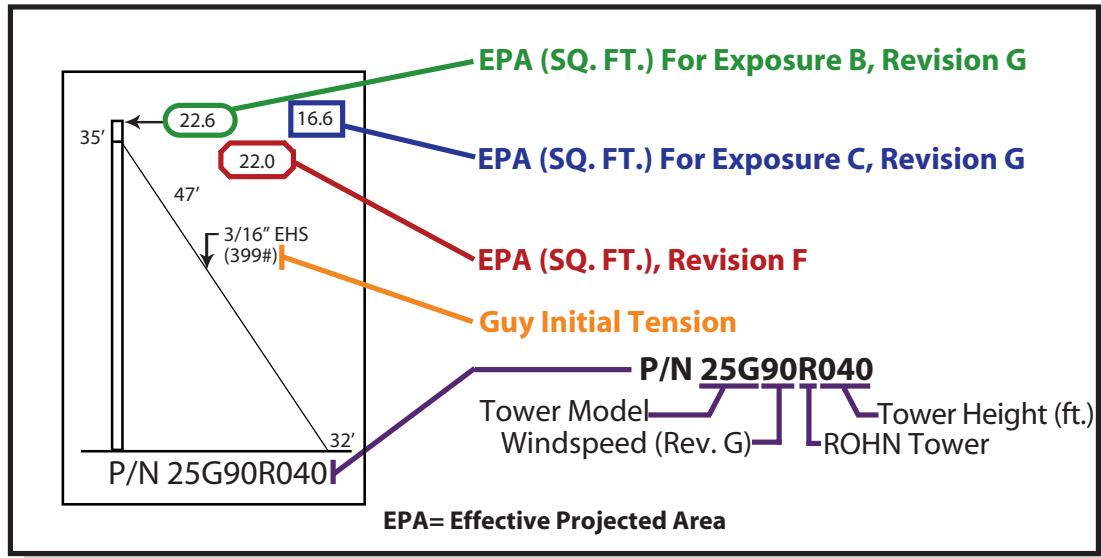 EPA (SQ. FT.) For Exposure B, Revision G
22.6
16.6
35′
22.0
EPA (SQ. FT.) For Exposure C, Revision G
47′
3/16″ EHS
(399#)
EPA (SQ. FT.), Revision F
Guy Initial Tension
P/N 25G90R040
Tower Model
Tower Height (ft.)
Windspeed (Rev. G)
ROHN Tower
32′
P/N 25G90R040
EPA= Effective Projected Area